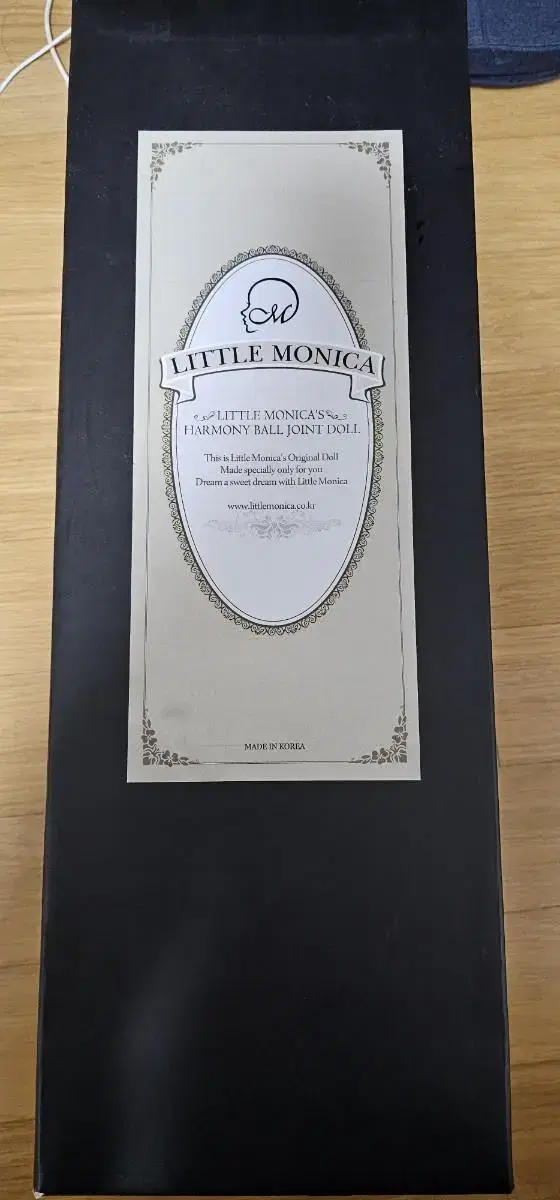 M
LITTLE MONICA
LITTLE MONICA'S
HARMONY BALL JOINT DOLL
This is Little Monica's Original Doll
Made specially only for you
Dream a sweet dream with Little Monica
www.littlemonica.co.kr
MADE IN KOREA